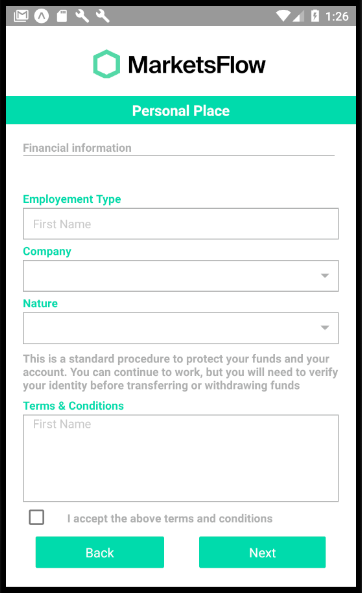 1:26
MarketsFlow
Personal Place
Financial information
Employement Type
First Name
Company
Nature
This is a standard procedure to protect your funds and your
account. You can continue to work, but you will need to verify
your identity before transferring or withdrawing funds
Terms & Conditions
First Name
I accept the above terms and conditions
Back Next